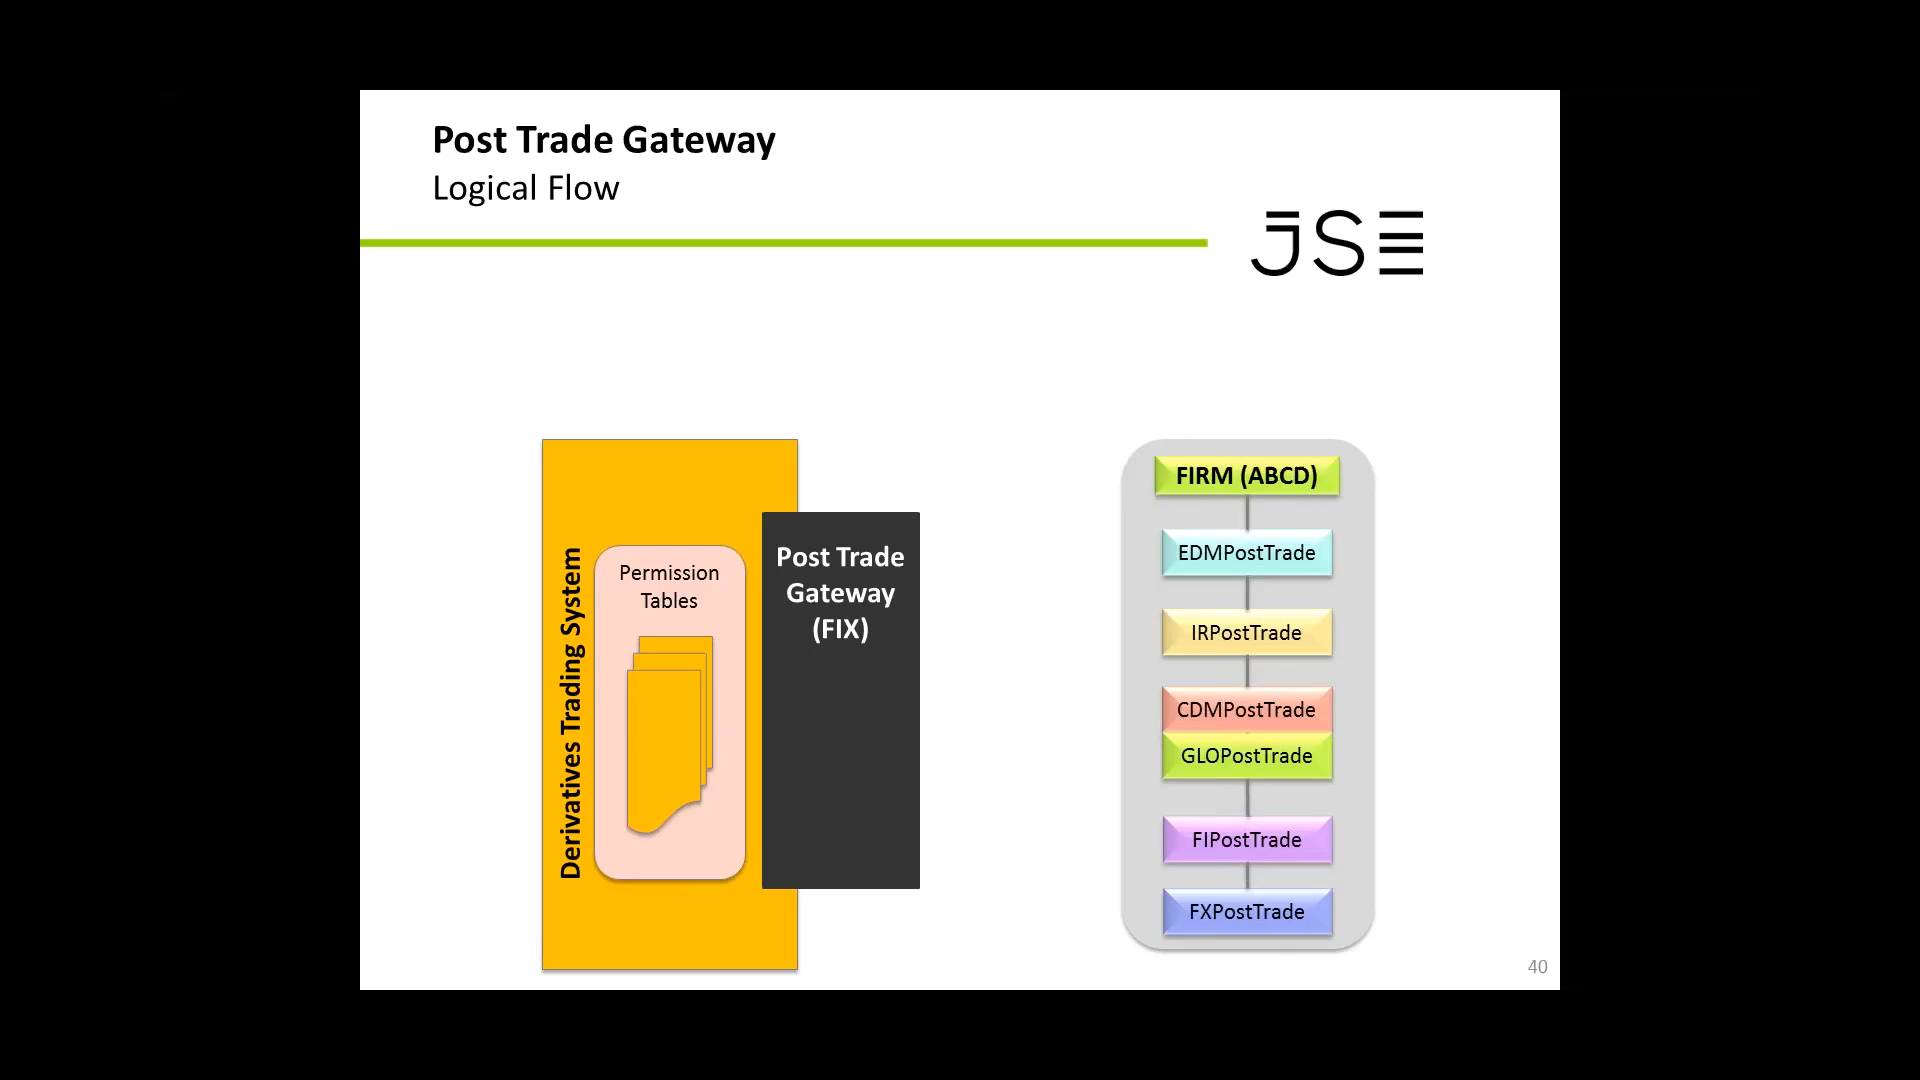 Post Trade Gateway
Logical Flow
JSE
Derivatives Trading System
Permission
Tables
Post Trade
Gateway
(FIX)
FIRM (ABCD)
EDMPostTrade
IRPostTrade
CDMPostTrade
GLOPostTrade
FIPostTrade
FXPostTrade
40